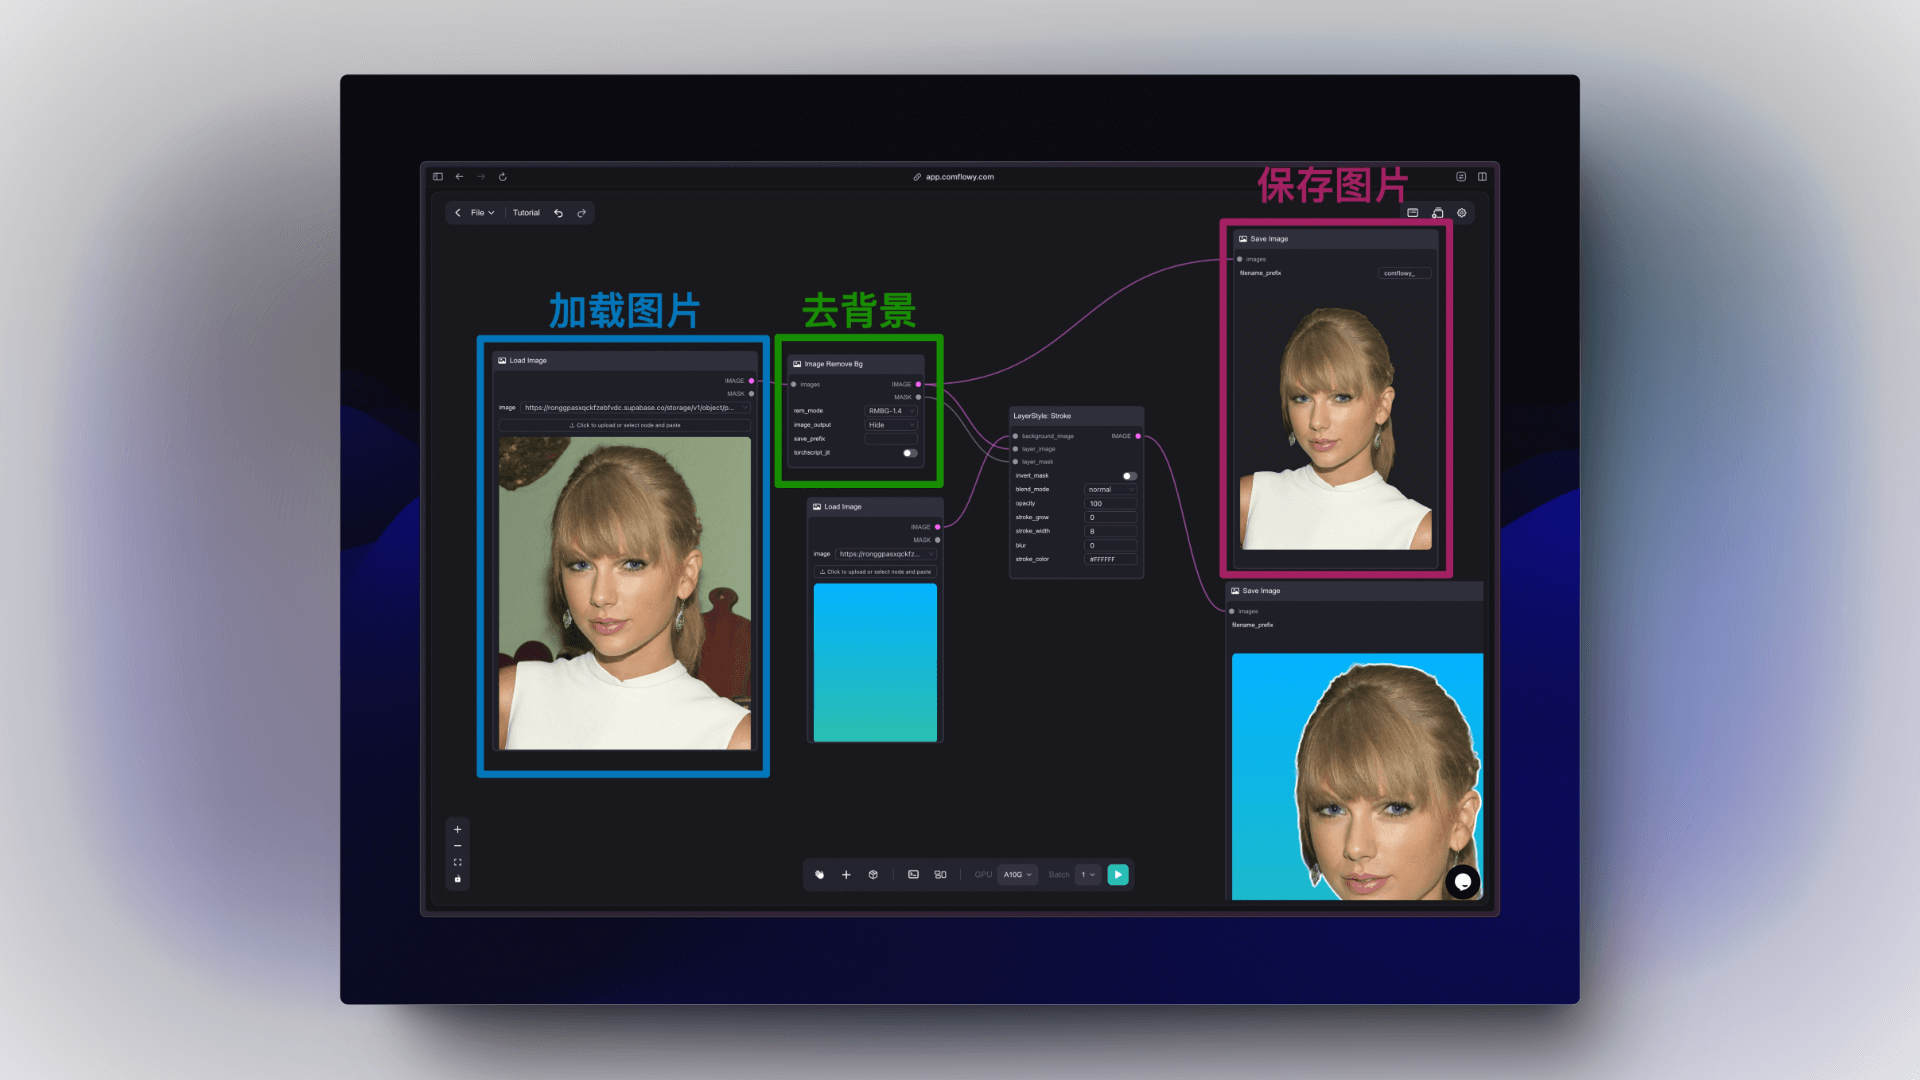 app.comflowy.com
保存图片
File
Tutorial
Save Image
images
filename_prefix
comflowy_
加载图片
去背景
Load Image
IMAGE
MASK
image
https://ronggpasxqckfzebfvdc.supabase.co/storage/v1/object/p...
Click to upload or select node and paste
Image Remove Bg
images
IMAGE
MASK
rem_mode
RMBG-1.4
image_output
Hide
save_prefix
torchscript_jit
Load Image
IMAGE
MASK
image
https://ronggpasxqckfz...
Click to upload or select node and paste
LayerStyle: Stroke
background_image
IMAGE
layer_image
layer_mask
invert_mask
blend_mode
normal
opacity
100
stroke_grow
0
stroke_width
8
blur
0
stroke_color
#FFFFFF
Save Image
images
filename_prefix
GPU
A10G
Batch
1